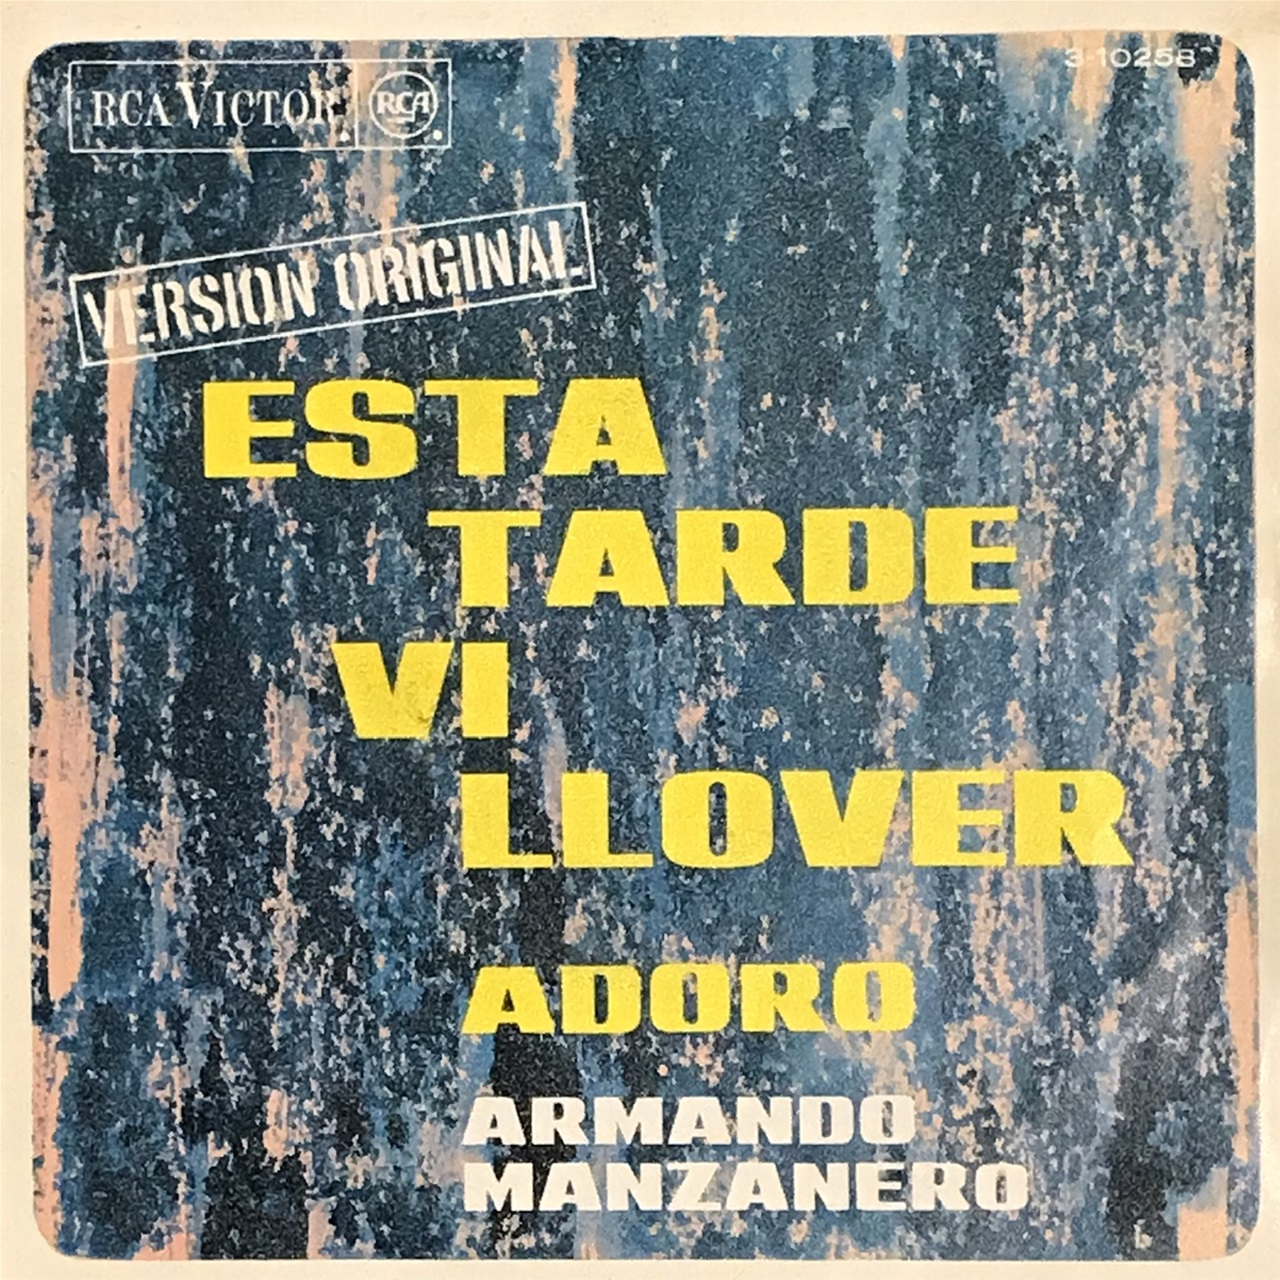 RCA VICTOR RCA
3-10258
VERSION ORIGINAL
ESTA
TARDE
VI
LLOVER
ADORO
ARMANDO
MANZANERO